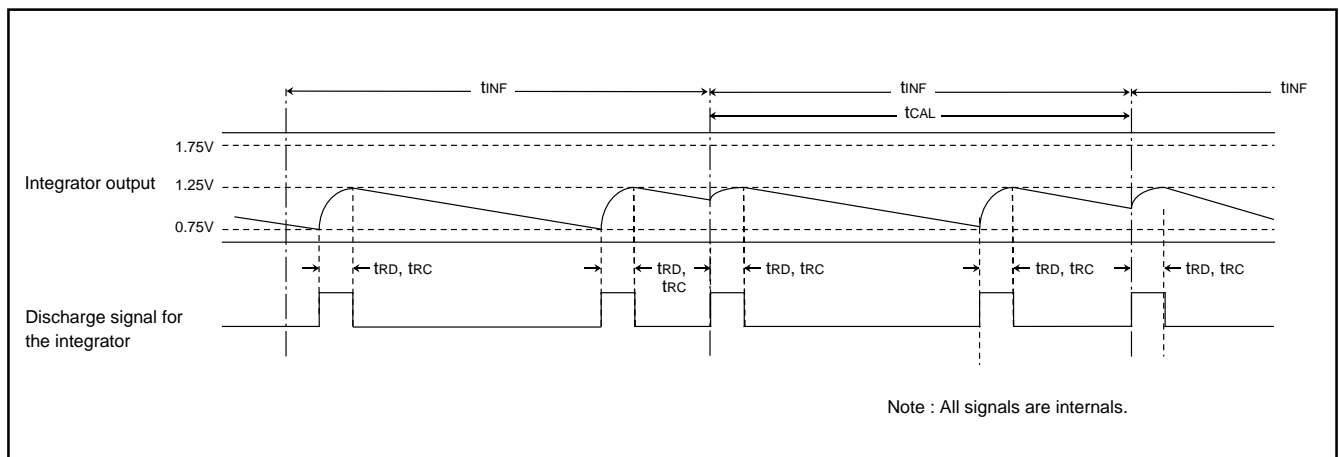 tINF
tINF
tINF
tCAL
1.75V
Integrator output
1.25V
0.75V
tRD, tRC
tRD,
tRC
tRD, tRC
tRD, tRC
tRD, tRC
Discharge signal for
the integrator
Note : All signals are internals.